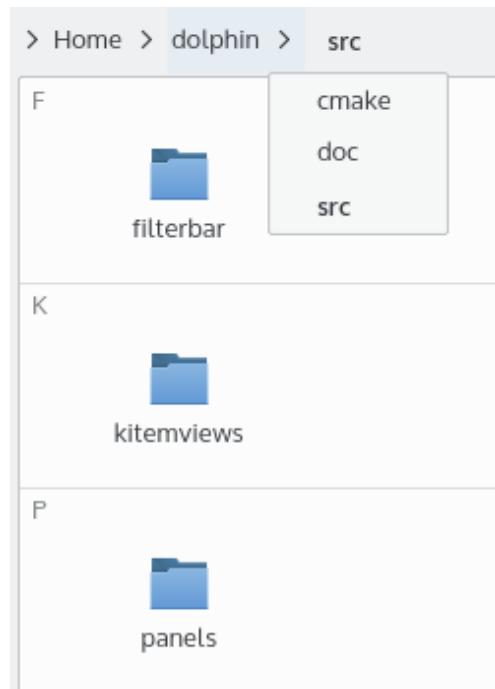 > Home > dolphin > src
cmake
doc
src
F
filterbar
K
kitemviews
P
panels